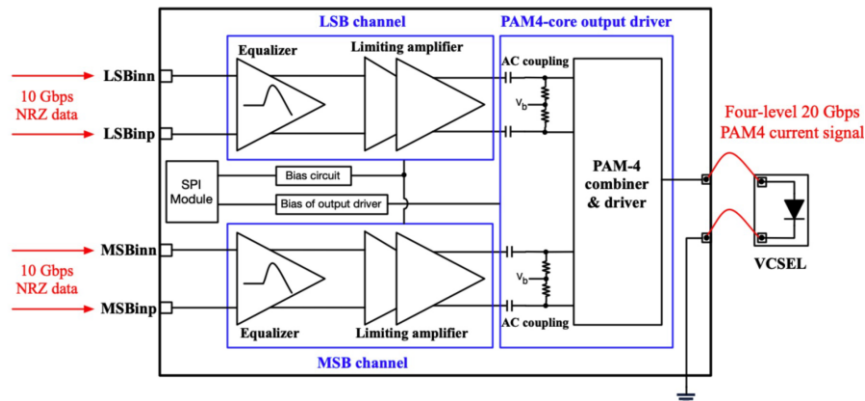 LSB channel
PAM4-core output driver
Equalizer
Limiting amplifier
AC coupling
LSBinn
10 Gbps
NRZ data
LSBinp
Vb
Four-level 20 Gbps
PAM4 current signal
SPI
Module
Bias circuit
Bias of output driver
PAM-4
combiner
& driver
MSBinn
10 Gbps
NRZ data
MSBinp
Vb
VCSEL
AC coupling
Equalizer
Limiting amplifier
MSB channel